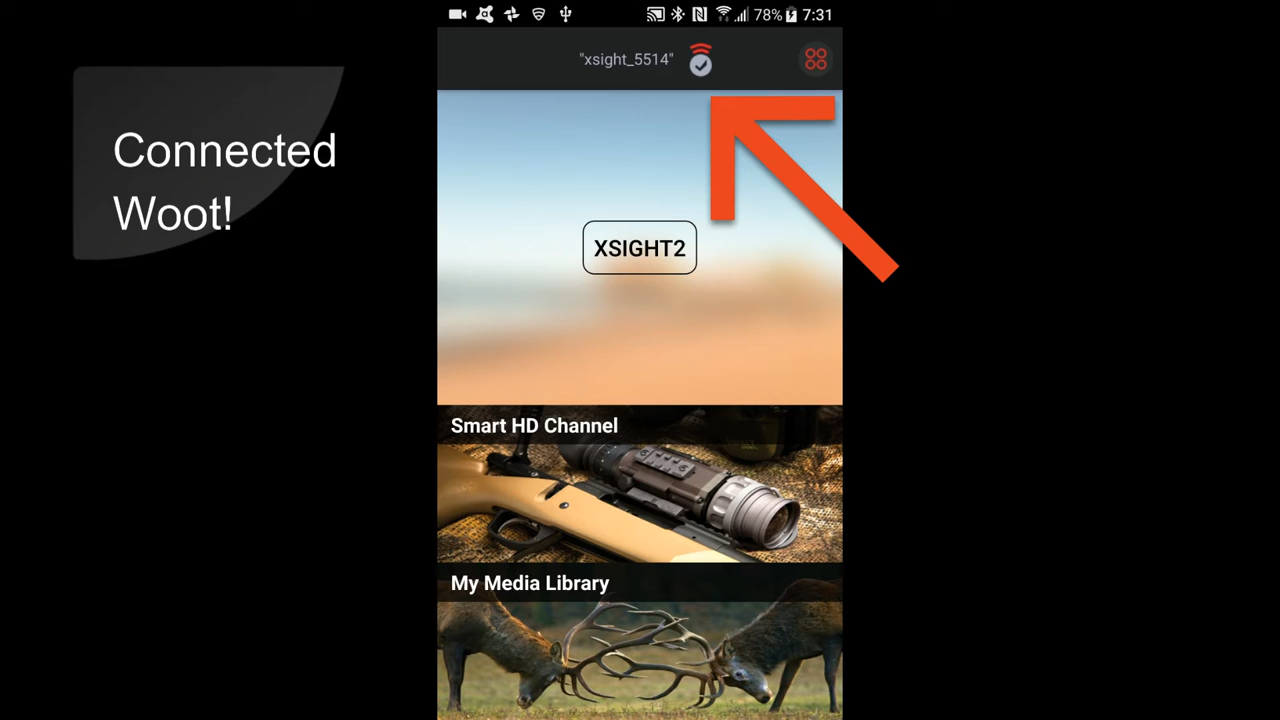 78% 7:31
"xsight_5514"
Connected
Woot!
XSIGHT2
Smart HD Channel
My Media Library